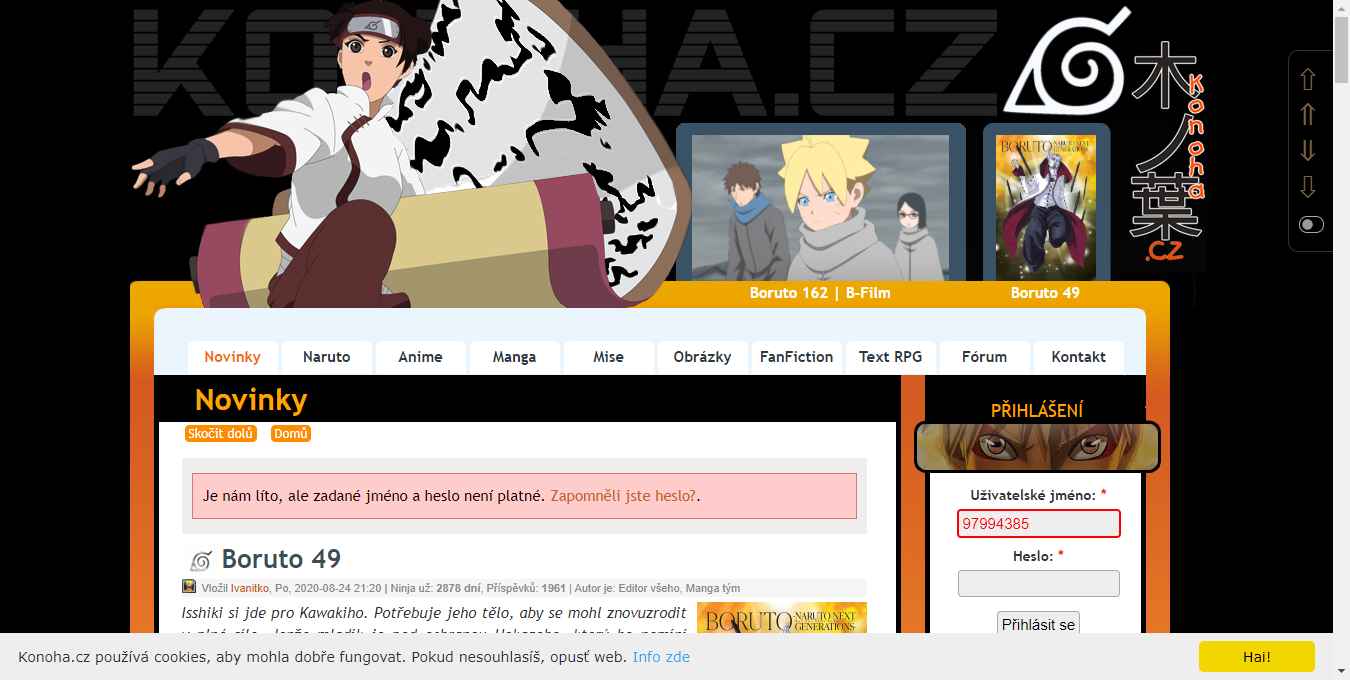 KONOHA.CZ
木ノ葉
Konoha
.CZ
BORUTO NARUTO NEXT GENERATIONS
Boruto 162 | B-Film
Boruto 49
Novinky
Naruto
Anime
Manga
Mise
Obrázky
FanFiction
Text RPG
Fórum
Kontakt
Novinky
Skočit dolů
Domů
Je nám líto, ale zadané jméno a heslo není platné. Zapomněli jste heslo?.
Boruto 49
Vložil Ivanitko, Po, 2020-08-24 21:20 | Ninja už: 2878 dní, Příspěvků: 1961 | Autor je: Editor všeho, Manga tým
Isshiki si jde pro Kawakiho. Potřebuje jeho tělo, aby se mohl znovuzrodit
BORUTO NARUTO NEXT GENERATIONS
PŘIHLÁŠENÍ
Uživatelské jméno: *
97994385
Heslo: *
Přihlásit se
Konoha.cz používá cookies, aby mohla dobře fungovat. Pokud nesouhlasíš, opusť web. Info zde
Hai!